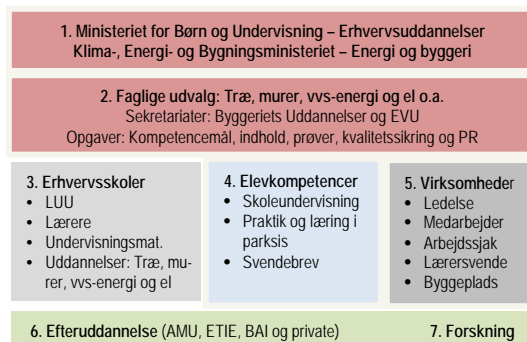 1. Ministeriet for Børn og Undervisning – Erhvervsuddannelser
Klima-, Energi- og Bygningsministeriet – Energi og byggeri
2. Faglige udvalg: Træ, murer, vvs-energi og el o.a.
Sekretariater: Byggeriets Uddannelser og EVU
Opgaver: Kompetencemål, indhold, prøver, kvalitetssikring og PR
3. Erhvervsskoler
• LUU
• Lærere
• Undervisningsmat.
• Uddannelser: Træ, mu-
rer, vvs-energi og el
4. Elevkompetencer
• Skoleundervisning
• Praktik og læring i
parksis
• Svendebrev
5. Virksomheder
• Ledelse
• Medarbejder
• Arbejdssjak
• Lærersvende
• Byggeplads
6. Efteruddannelse (AMU, ETIE, BAI og private)
7. Forskning